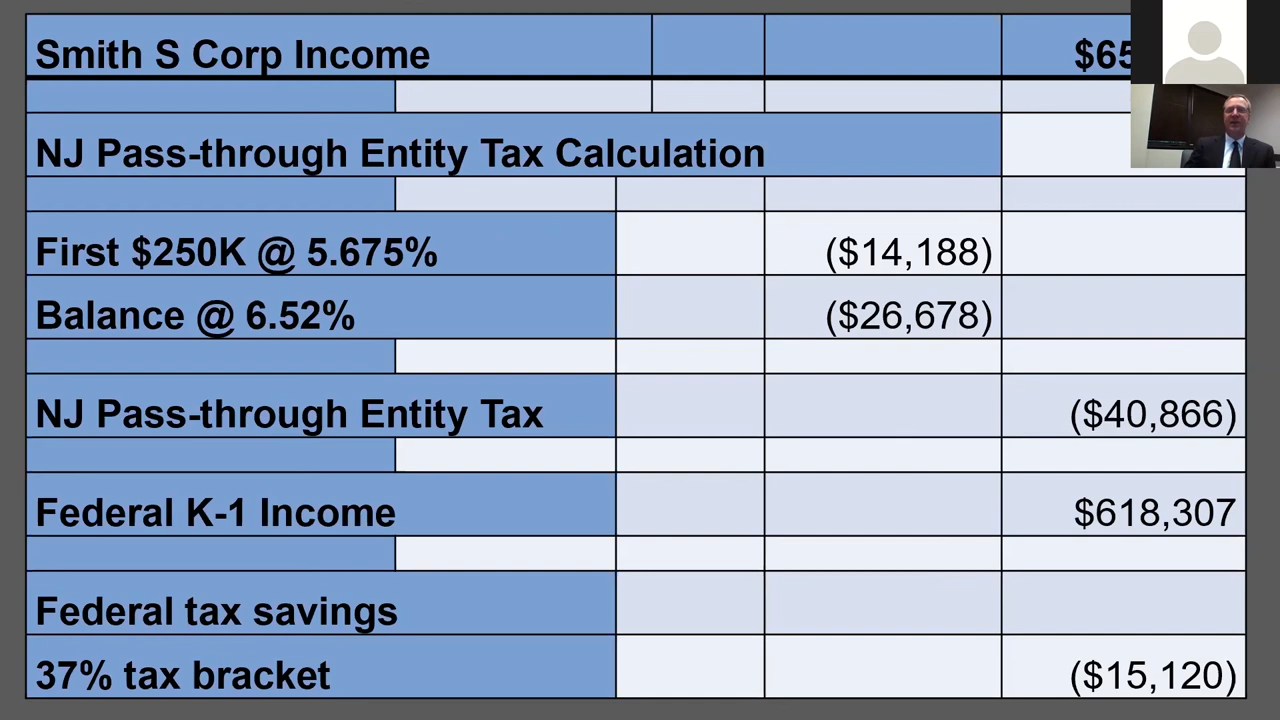 Smith S Corp Income $65
NJ Pass-through Entity Tax Calculation
First $250K @ 5.675% ($14,188)
Balance @ 6.52% ($26,678)
NJ Pass-through Entity Tax ($40,866)
Federal K-1 Income $618,307
Federal tax savings
37% tax bracket ($15,120)